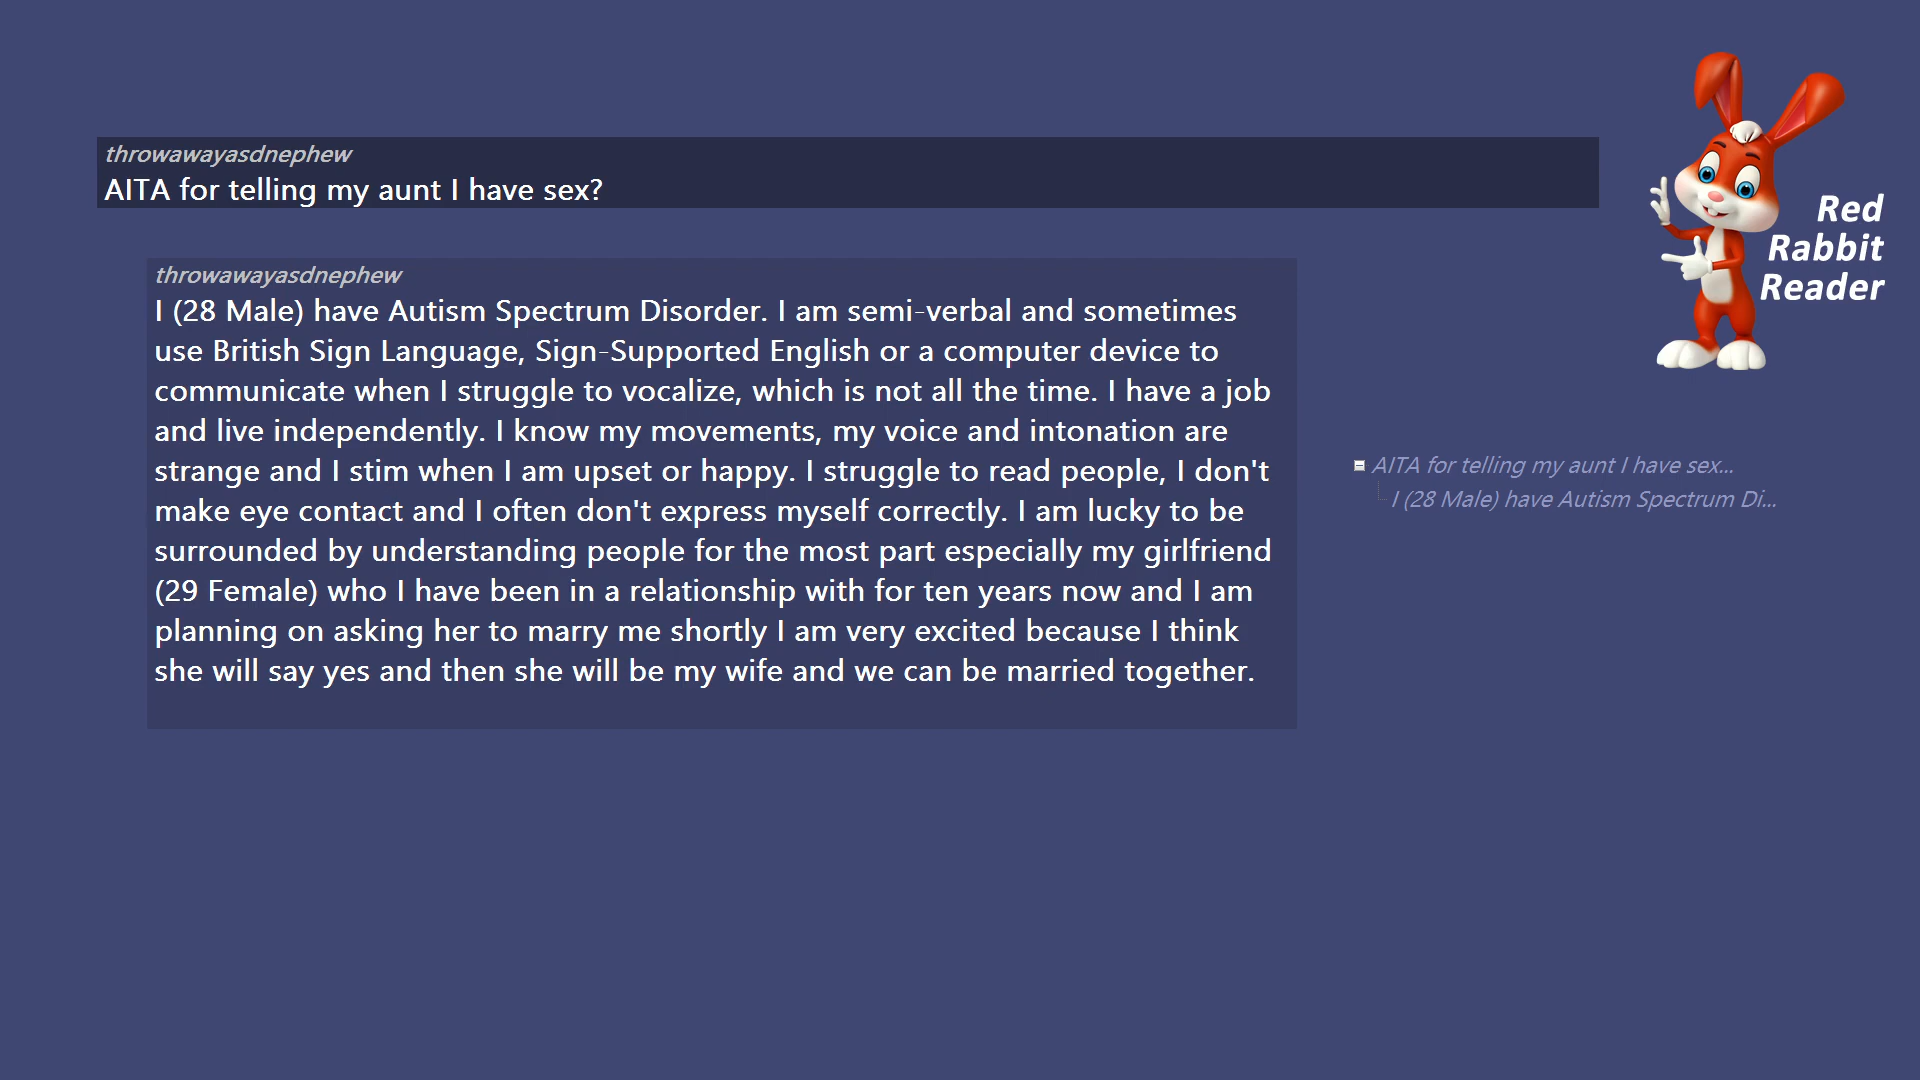 throwawayasdnephew
AITA for telling my aunt I have sex?
throwawayasdnephew
I (28 Male) have Autism Spectrum Disorder. I am semi-verbal and sometimes
use British Sign Language, Sign-Supported English or a computer device to
communicate when I struggle to vocalize, which is not all the time. I have a job
and live independently. I know my movements, my voice and intonation are
strange and I stim when I am upset or happy. I struggle to read people, I don't
make eye contact and I often don't express myself correctly. I am lucky to be
surrounded by understanding people for the most part especially my girlfriend
(29 Female) who I have been in a relationship with for ten years now and I am
planning on asking her to marry me shortly I am very excited because I think
she will say yes and then she will be my wife and we can be married together.
Red
Rabbit
Reader
AITA for telling my aunt I have sex...
I (28 Male) have Autism Spectrum Di...